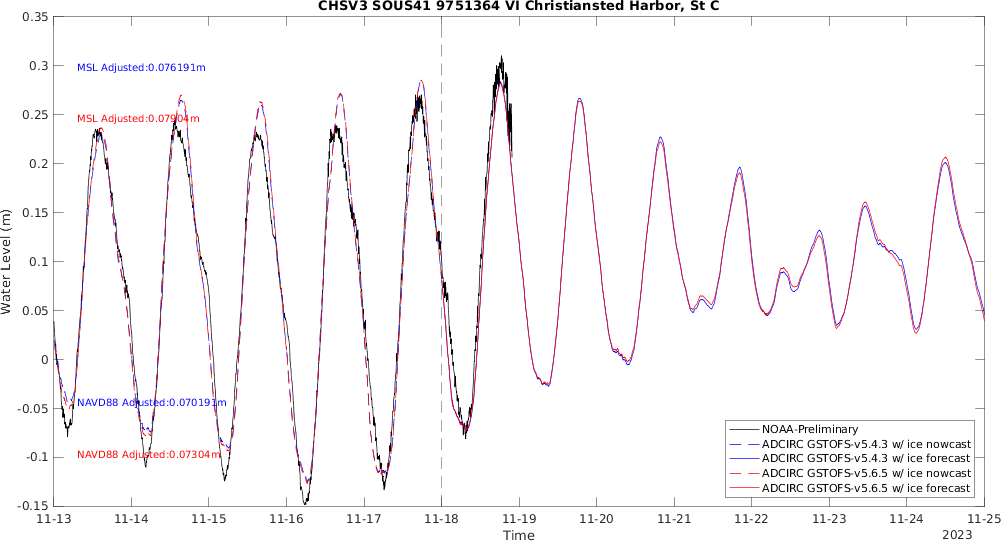 CHSV3 SOUS41 9751364 VI Christiansted Harbor, St C
0.35
0.3
0.25
0.2
0.15
0.1
0.05
0
-0.05
-0.1
-0.15
Water Level (m)
MSL Adjusted:0.076191m
MSL Adjusted:0.07904m
NAVD88 Adjusted:0.070191m
NAVD88 Adjusted:0.07304m
NOAA-Preliminary
ADCIRC GSTOFS-v5.4.3 w/ ice nowcast
ADCIRC GSTOFS-v5.4.3 w/ ice forecast
ADCIRC GSTOFS-v5.6.5 w/ ice nowcast
ADCIRC GSTOFS-v5.6.5 w/ ice forecast
11-13 11-14 11-15 11-16 11-17 11-18 11-19 11-20 11-21 11-22 11-23 11-24 11-25
Time
2023